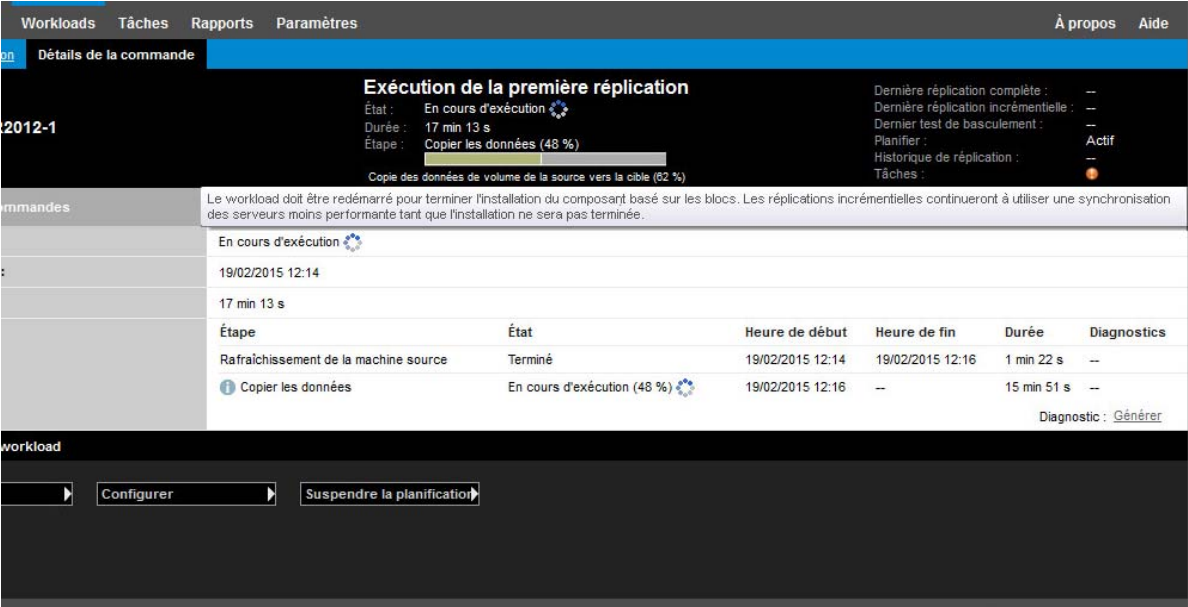 Workloads Tâches Rapports Paramètres À propos Aide
on Détails de la commande
2012-1
Exécution de la première réplication
État : En cours d'exécution
Durée : 17 min 13 s
Étape : Copier les données (48 %)
Copie des données de volume de la source vers la cible (62 %)
Dernière réplication complète : --
Dernière réplication incrémentielle : --
Dernier test de basculement : --
Planifier : Actif
Historique de réplication : --
Tâches :
ommandes
Le workload doit être redémarré pour terminer l'installation du composant basé sur les blocs. Les réplications incrémentielles continueront à utiliser une synchronisation
des serveurs moins performante tant que l'installation ne sera pas terminée.
En cours d'exécution
: 19/02/2015 12:14
17 min 13 s
Étape État Heure de début Heure de fin Durée Diagnostics
Rafraîchissement de la machine source Terminé 19/02/2015 12:14 19/02/2015 12:16 1 min 22 s --
Copier les données En cours d'exécution (48 %) 19/02/2015 12:16 -- 15 min 51 s --
Diagnostic : Générer
workload
Configurer Suspendre la planification